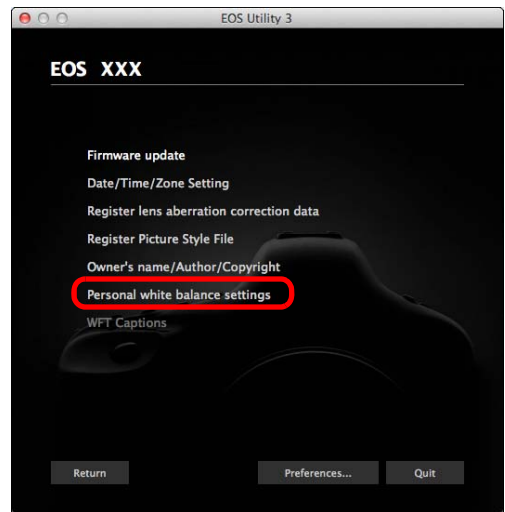 EOS Utility 3
EOS XXX
Firmware update
Date/Time/Zone Setting
Register lens aberration correction data
Register Picture Style File
Owner's name/Author/Copyright
Personal white balance settings
WFT Captions
Return Preferences... Quit